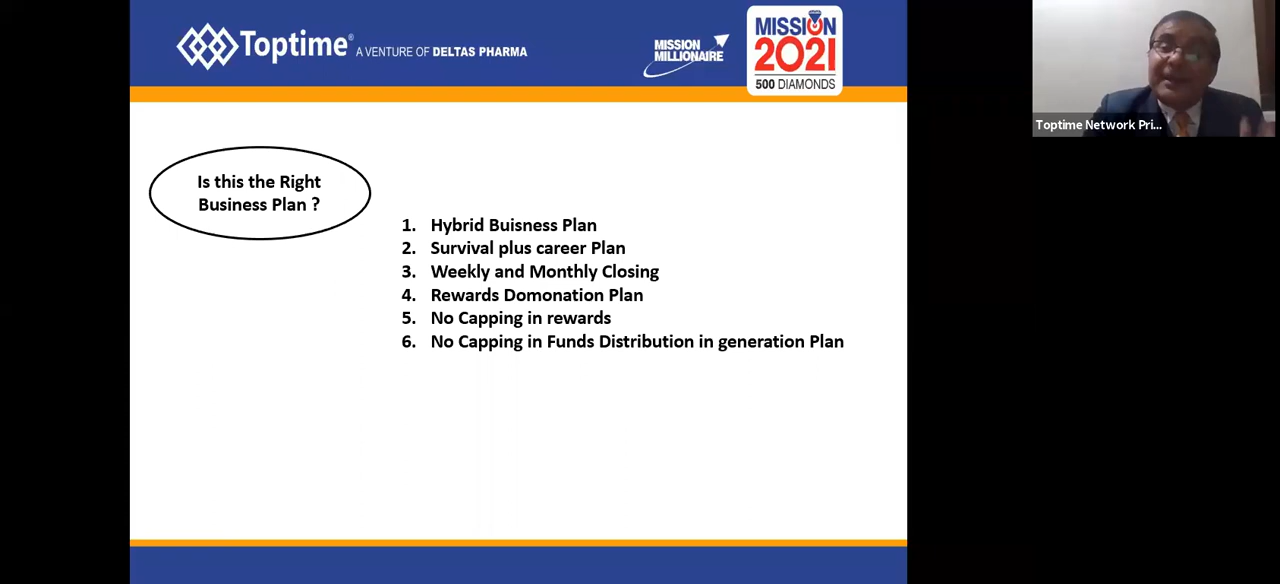 Toptime® A VENTURE OF DELTAS PHARMA
MISSION
MILLIONAIRE
MISSION
2021
500 DIAMONDS
Toptime Network Pri...
Is this the Right
Business Plan ?
1. Hybrid Buisness Plan
2. Survival plus career Plan
3. Weekly and Monthly Closing
4. Rewards Domonation Plan
5. No Capping in rewards
6. No Capping in Funds Distribution in generation Plan